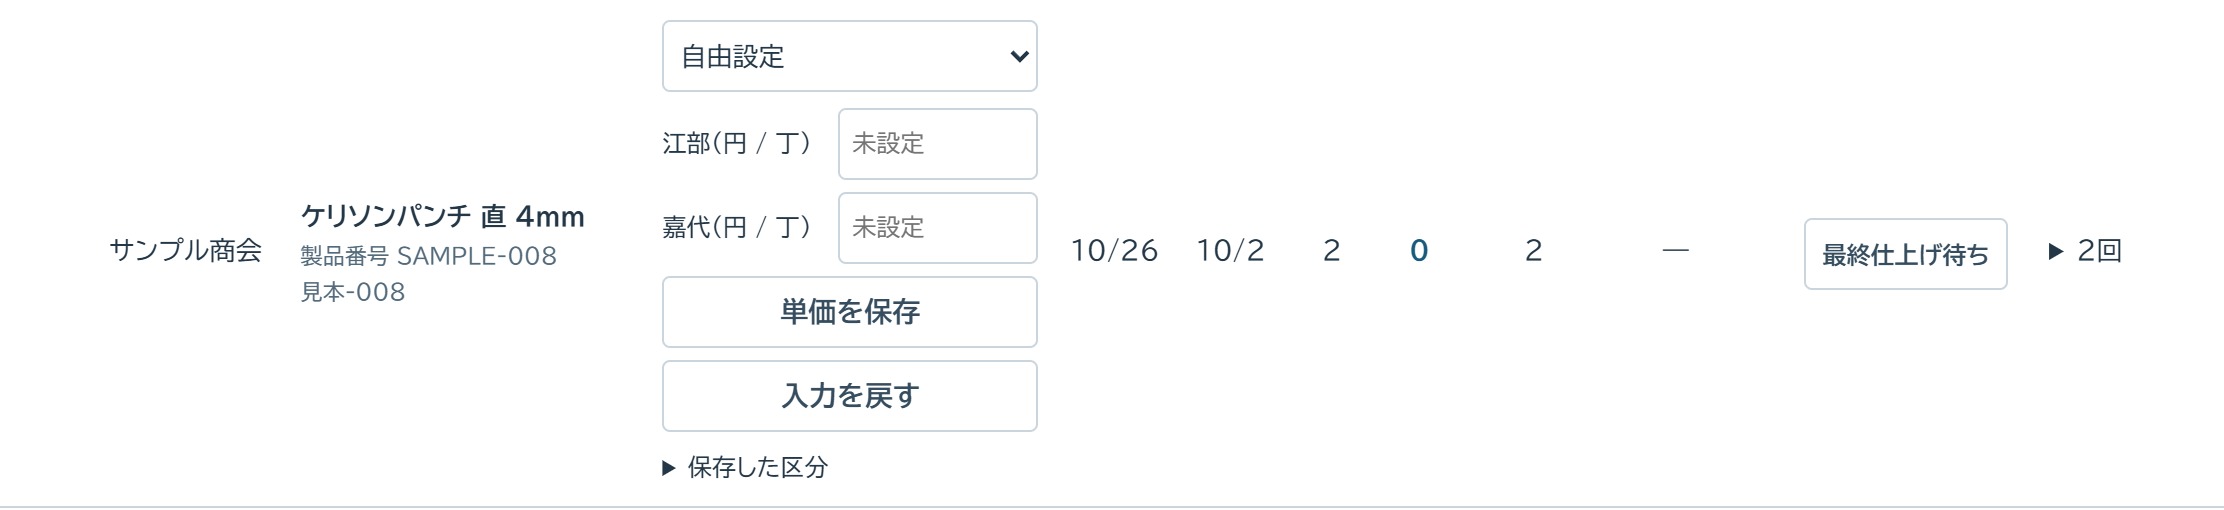 サンプル商会
ケリソンパンチ 直 4mm
製品番号 SAMPLE-008
見本-008
自由設定
江部(円 / 丁) 未設定
嘉代(円 / 丁) 未設定
単価を保存
入力を戻す
▶ 保存した区分
10/26 10/2 2 0 2 —
最終仕上げ待ち
▶ 2回